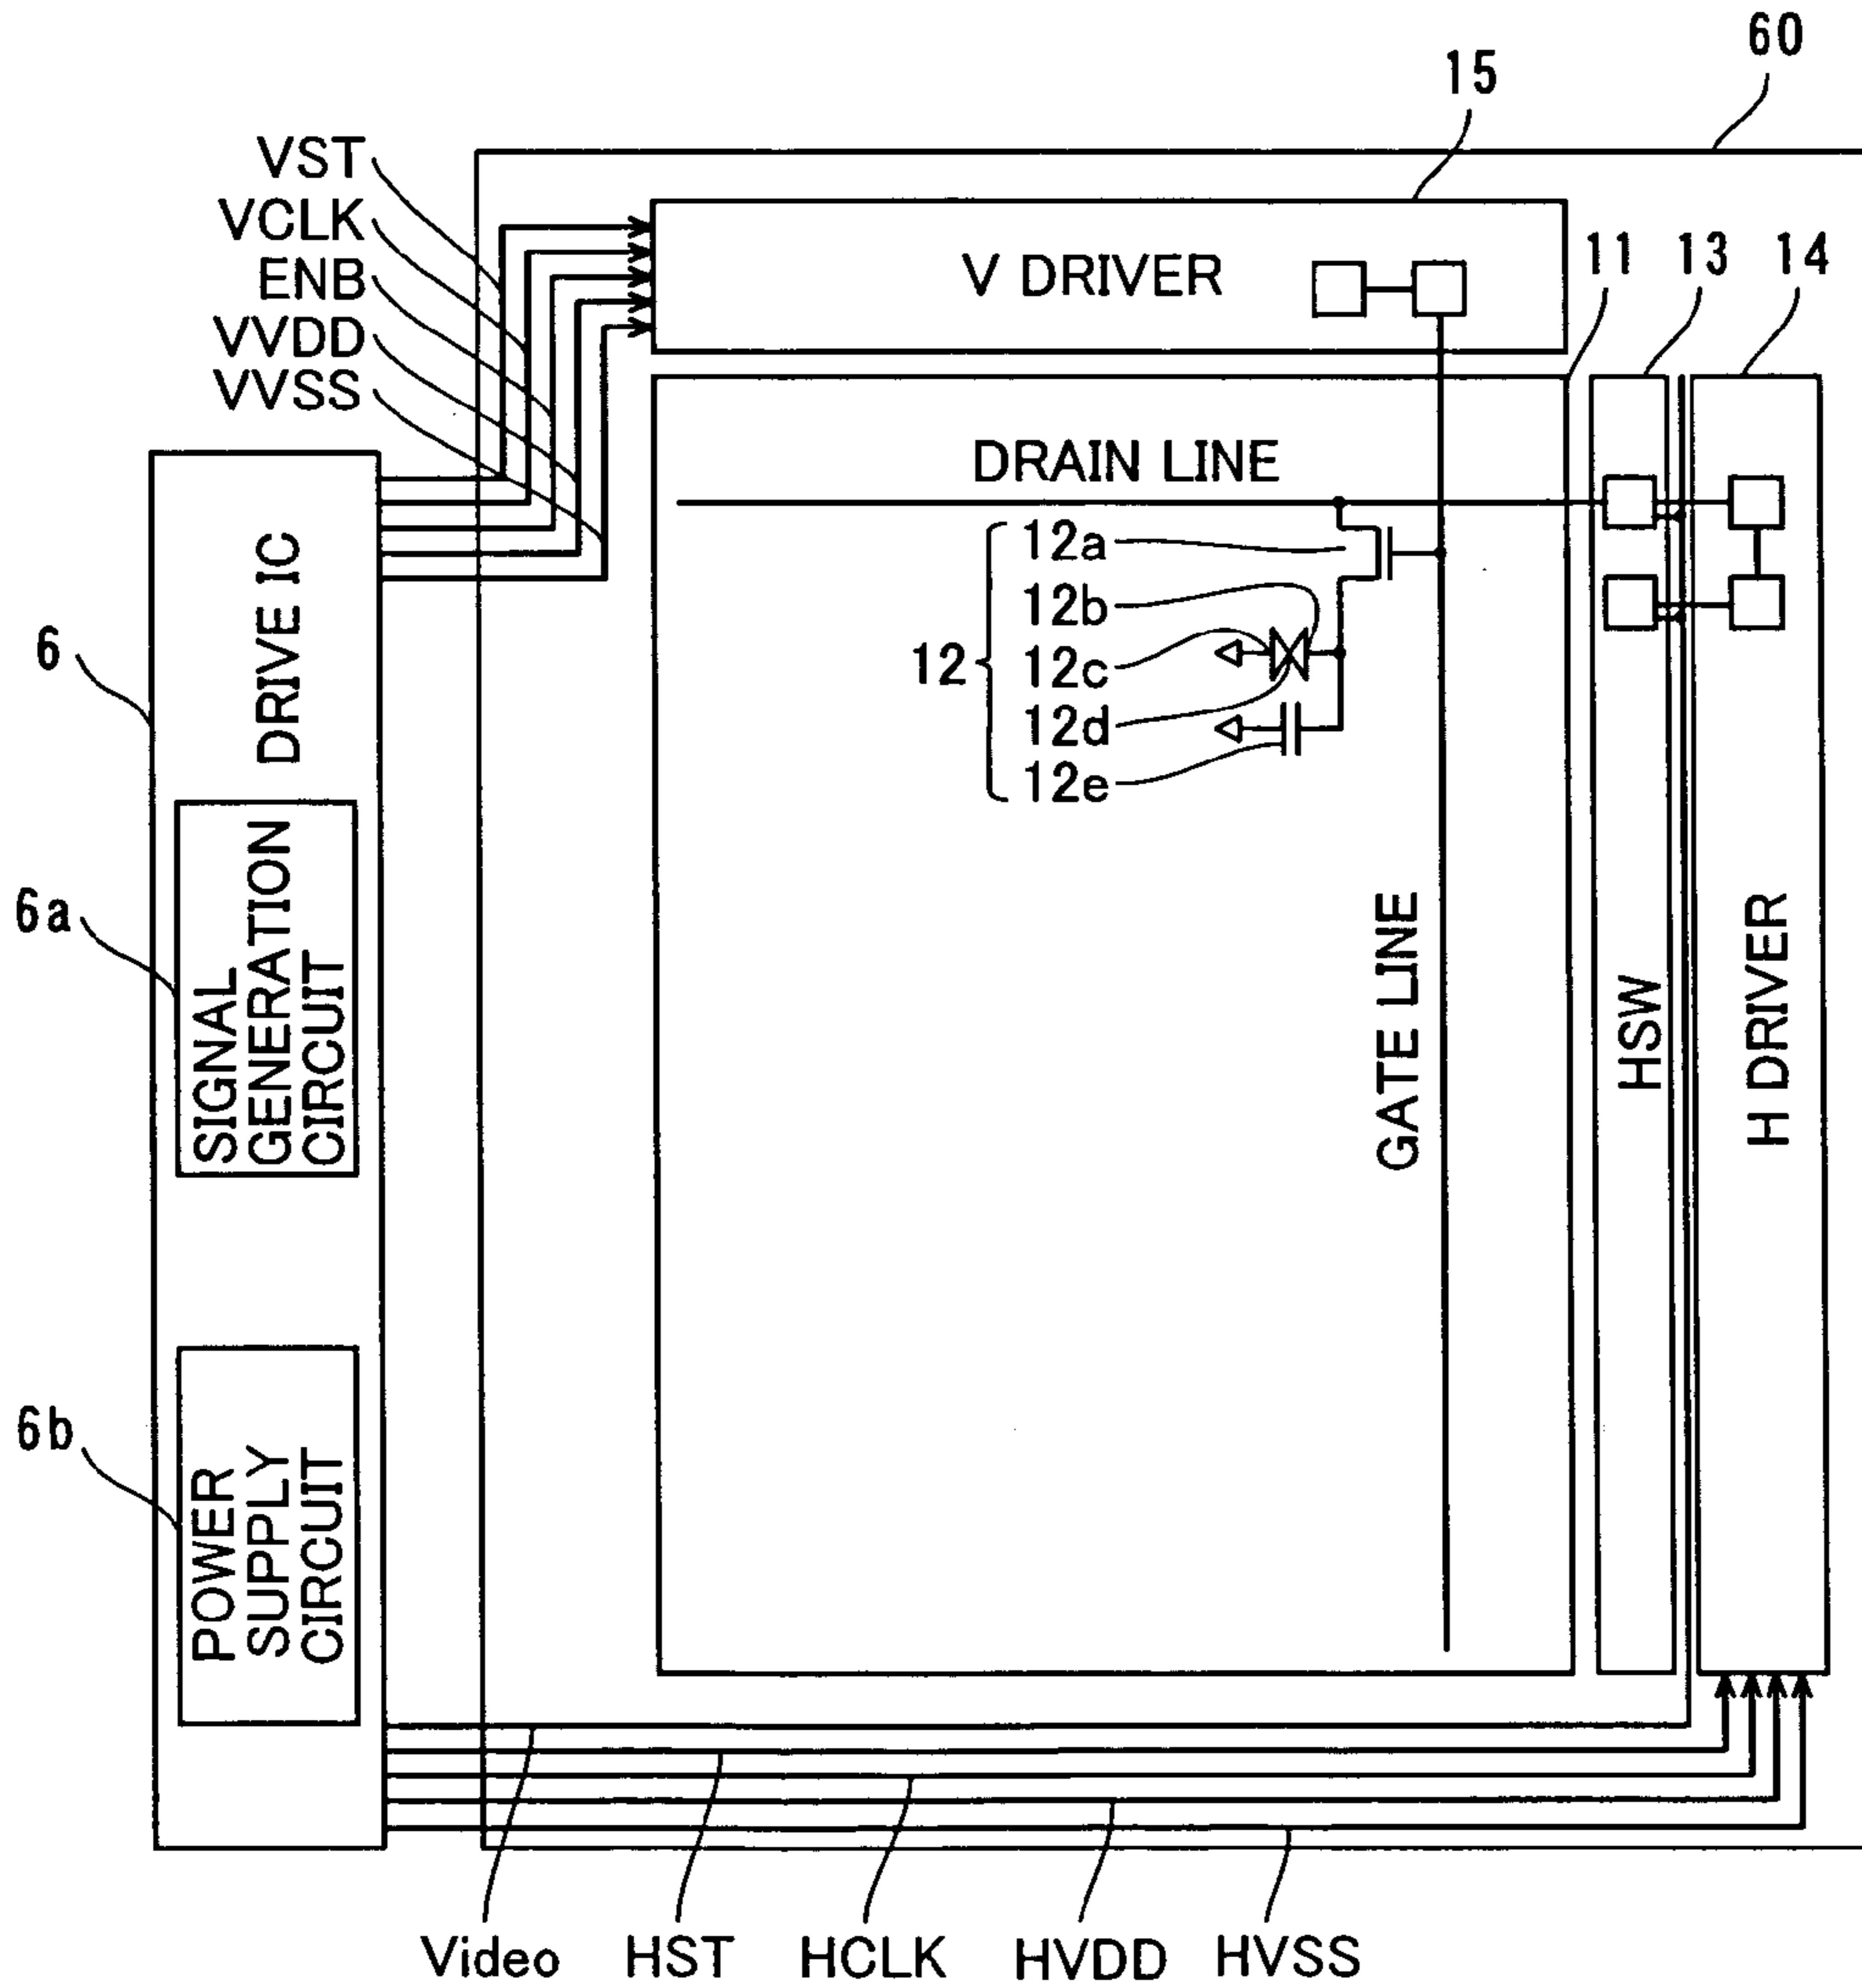 60
15
VST
VCLK
ENB
VVDD
VVSS
V DRIVER
11
13
14
DRAIN LINE
12
12a
12b
12c
12d
12e
6
DRIVE IC
6a
SIGNAL
GENERATION
CIRCUIT
GATE LINE
HSW
H DRIVER
6b
POWER
SUPPLY
CIRCUIT
Video
HST
HCLK
HVDD
HVSS